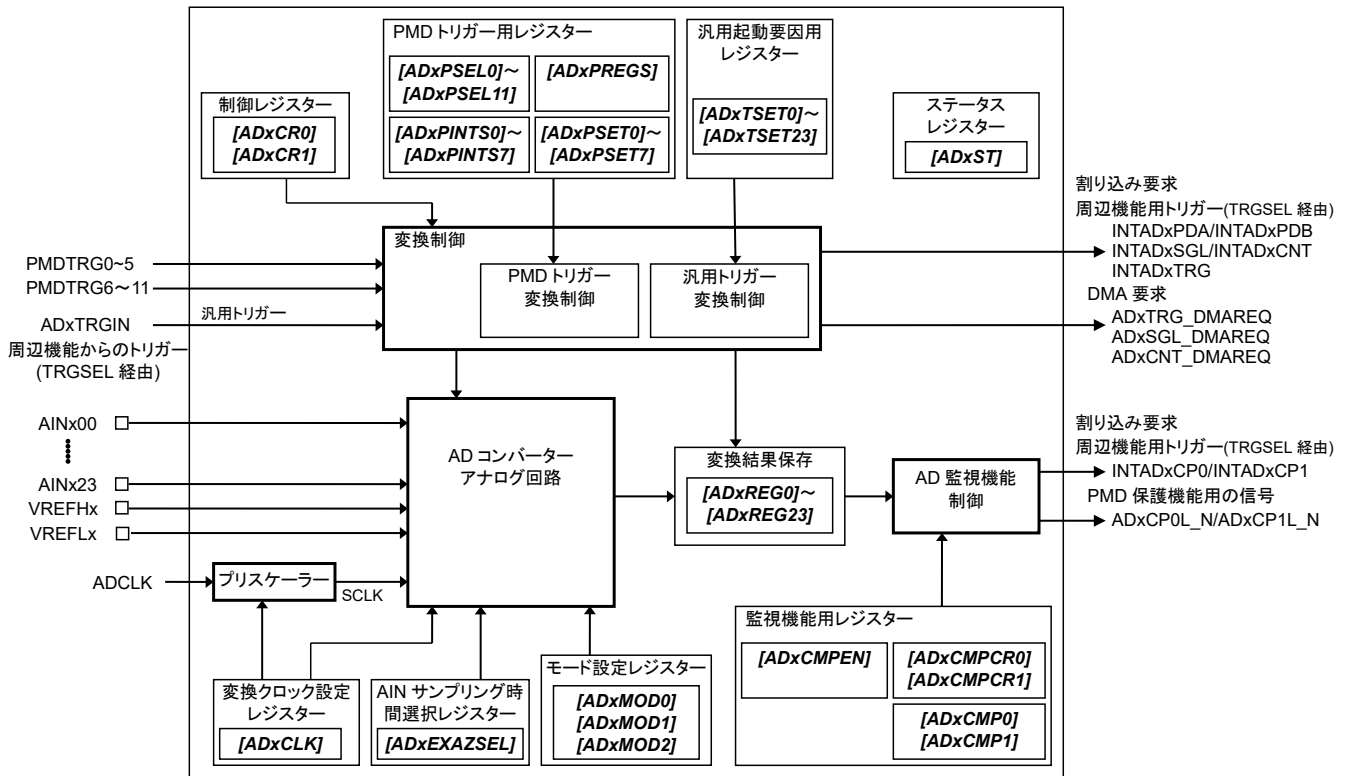 PMD トリガー用レジスター
[ADxPSEL0]～
[ADxPSEL11]
[ADxPREGS]
[ADxPINTS0]～
[ADxPINTS7]
[ADxPSET0]～
[ADxPSET7]
汎用起動要因用
レジスター
[ADxTSET0]～
[ADxTSET23]
制御レジスター
[ADxCR0]
[ADxCR1]
ステータス
レジスター
[ADxST]
変換制御
PMD トリガー
変換制御
汎用トリガー
変換制御
PMDTRG0~5
PMDTRG6～11
ADxTRGIN
汎用トリガー
周辺機能からのトリガー
(TRGSEL 経由)
割り込み要求
周辺機能用トリガー(TRGSEL 経由)
INTADxPDA/INTADxPDB
INTADxSGL/INTADxCNT
INTADxTRG
DMA 要求
ADxTRG_DMAREQ
ADxSGL_DMAREQ
ADxCNT_DMAREQ
AINx00
AINx23
VREFHx
VREFLx
ADCLK
プリスケーラー
SCLK
AD コンバーター
アナログ回路
変換結果保存
[ADxREG0]～
[ADxREG23]
AD 監視機能
制御
割り込み要求
周辺機能用トリガー(TRGSEL 経由)
INTADxCP0/INTADxCP1
PMD 保護機能用の信号
ADxCP0L_N/ADxCP1L_N
変換クロック設定
レジスター
[ADxCLK]
AIN サンプリング時
間選択レジスター
[ADxEXAZSEL]
モード設定レジスター
[ADxMOD0]
[ADxMOD1]
[ADxMOD2]
監視機能用レジスター
[ADxCMPEN]
[ADxCMPCR0]
[ADxCMPCR1]
[ADxCMP0]
[ADxCMP1]